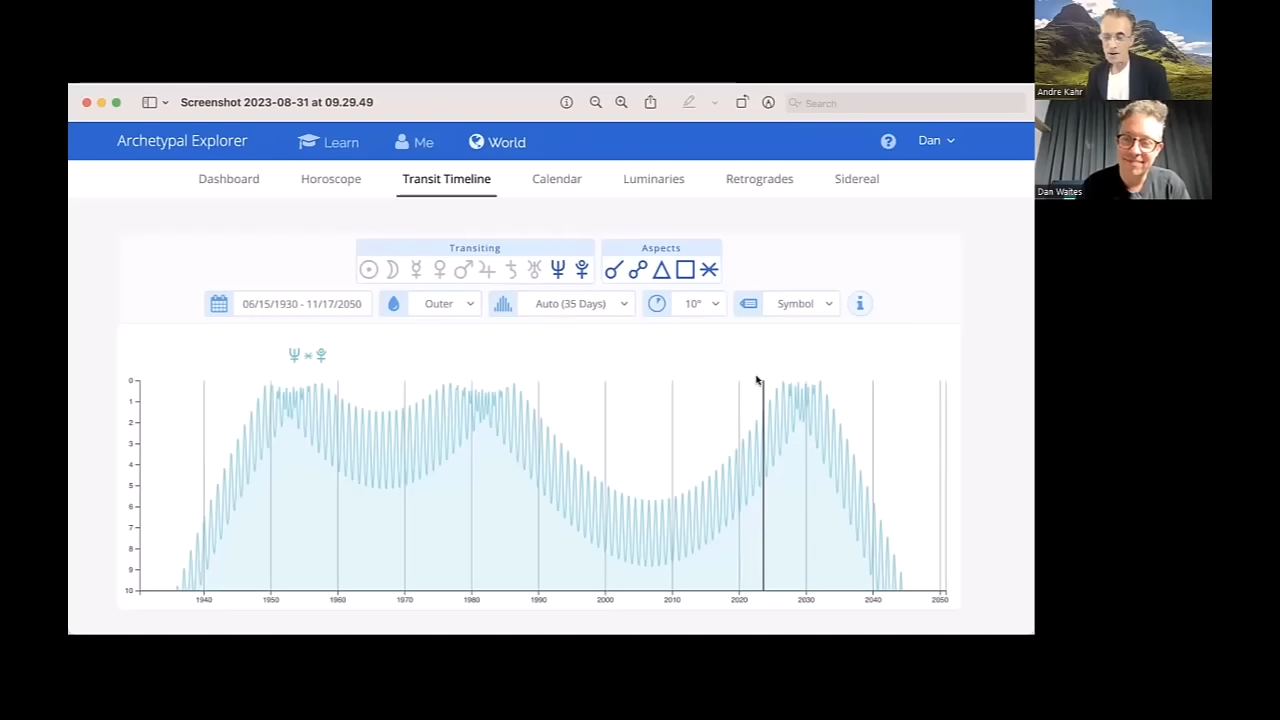 Andre Kahr
Dan Waites
Screenshot 2023-08-31 at 09.29.49
Search
Archetypal Explorer
Learn
Me
World
?
Dan
Dashboard
Horoscope
Transit Timeline
Calendar
Luminaries
Retrogrades
Sidereal
Transiting
Aspects
☉ ☽ ☿ ♀ ♂ ♃ ♄ ♅ ♆ ⯓
☌ ☍ △ □ ⚹
06/15/1930 - 11/17/2050
Outer
Auto (35 Days)
10°
Symbol
i
♆ ⚹ ⯓
0
1
2
3
4
5
6
7
8
9
10
1940 1950 1960 1970 1980 1990 2000 2010 2020 2030 2040 2050